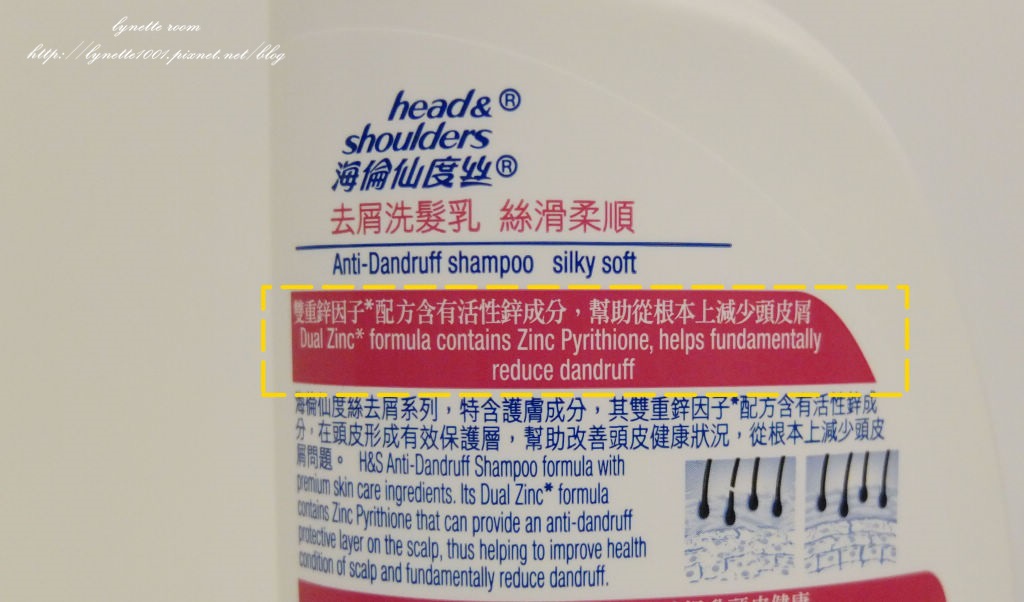 lynette room
http://lynette1001.pixnet.net/blog
head& ®
shoulders
海倫仙度絲®
去屑洗髮乳 絲滑柔順
Anti-Dandruff shampoo silky soft
雙重鋅因子*配方含有活性鋅成分，幫助從根本上減少頭皮屑
Dual Zinc* formula contains Zinc Pyrithione, helps fundamentally
reduce dandruff
海倫仙度絲去屑系列，特含護膚成分，其雙重鋅因子*配方含有活性鋅成
分，在頭皮形成有效保護層，幫助改善頭皮健康狀況，從根本上減少頭皮
屑問題。 H&S Anti-Dandruff Shampoo formula with
premium skin care ingredients. Its Dual Zinc* formula
contains Zinc Pyrithione that can provide an anti-dandruff
protective layer on the scalp, thus helping to improve health
condition of scalp and fundamentally reduce dandruff.
頭皮健康